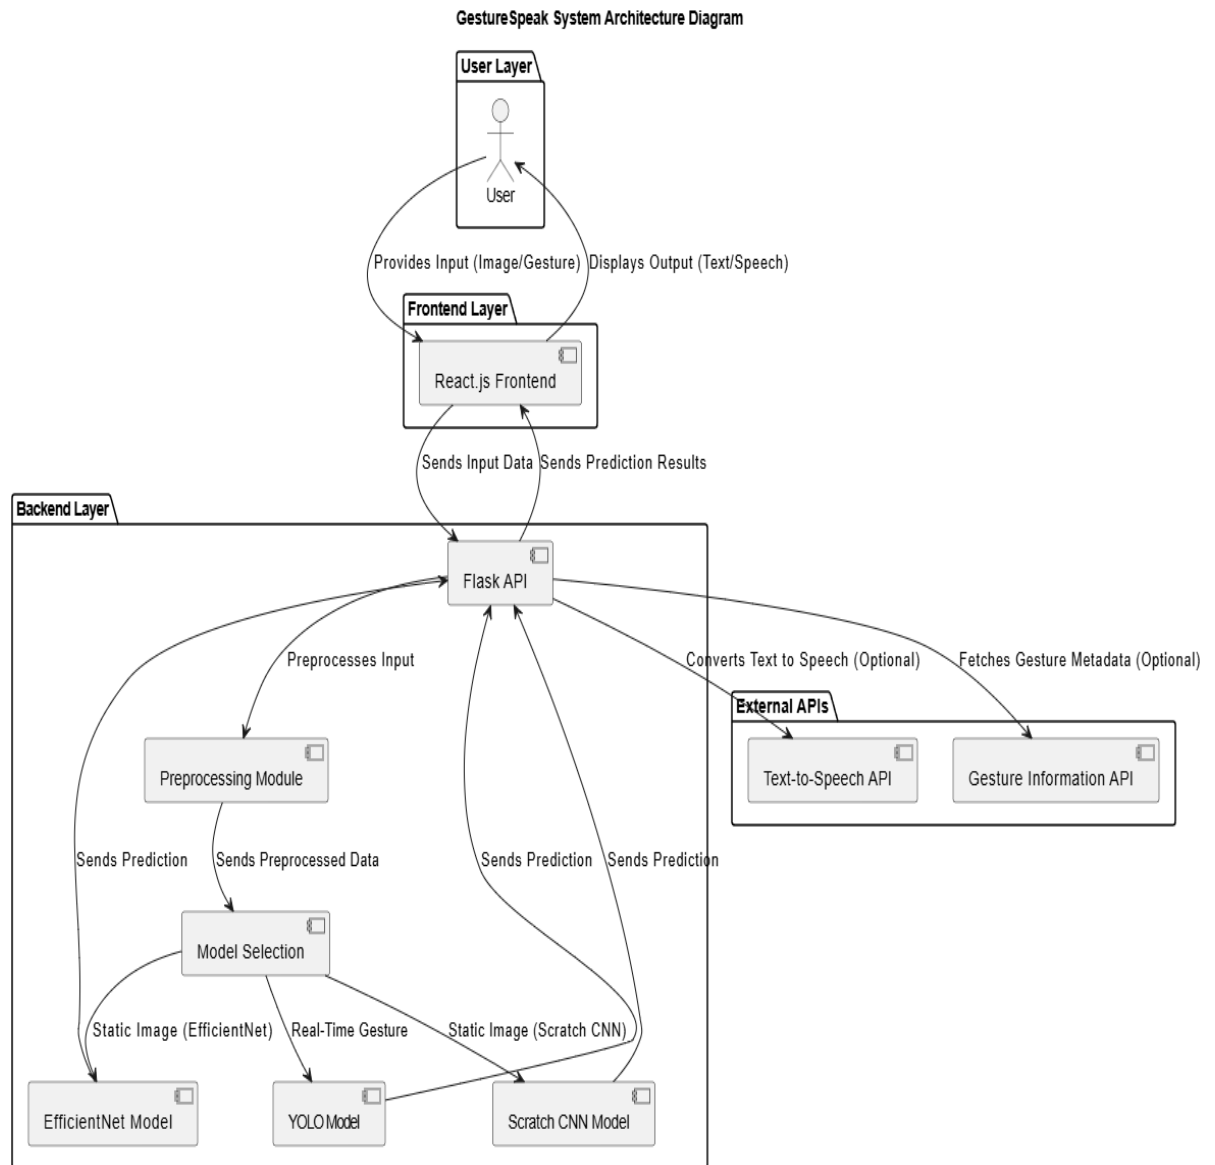 GestureSpeak System Architecture Diagram
User Layer
User
Provides Input (Image/Gesture)
Displays Output (Text/Speech)
Frontend Layer
React.js Frontend
Sends Input Data
Sends Prediction Results
Backend Layer
Flask API
Preprocesses Input
Converts Text to Speech (Optional)
Fetches Gesture Metadata (Optional)
External APIs
Preprocessing Module
Text-to-Speech API
Gesture Information API
Sends Prediction
Sends Preprocessed Data
Sends Prediction
Sends Prediction
Model Selection
Static Image (EfficientNet)
Real-Time Gesture
Static Image (Scratch CNN)
EfficientNet Model
YOLO Model
Scratch CNN Model